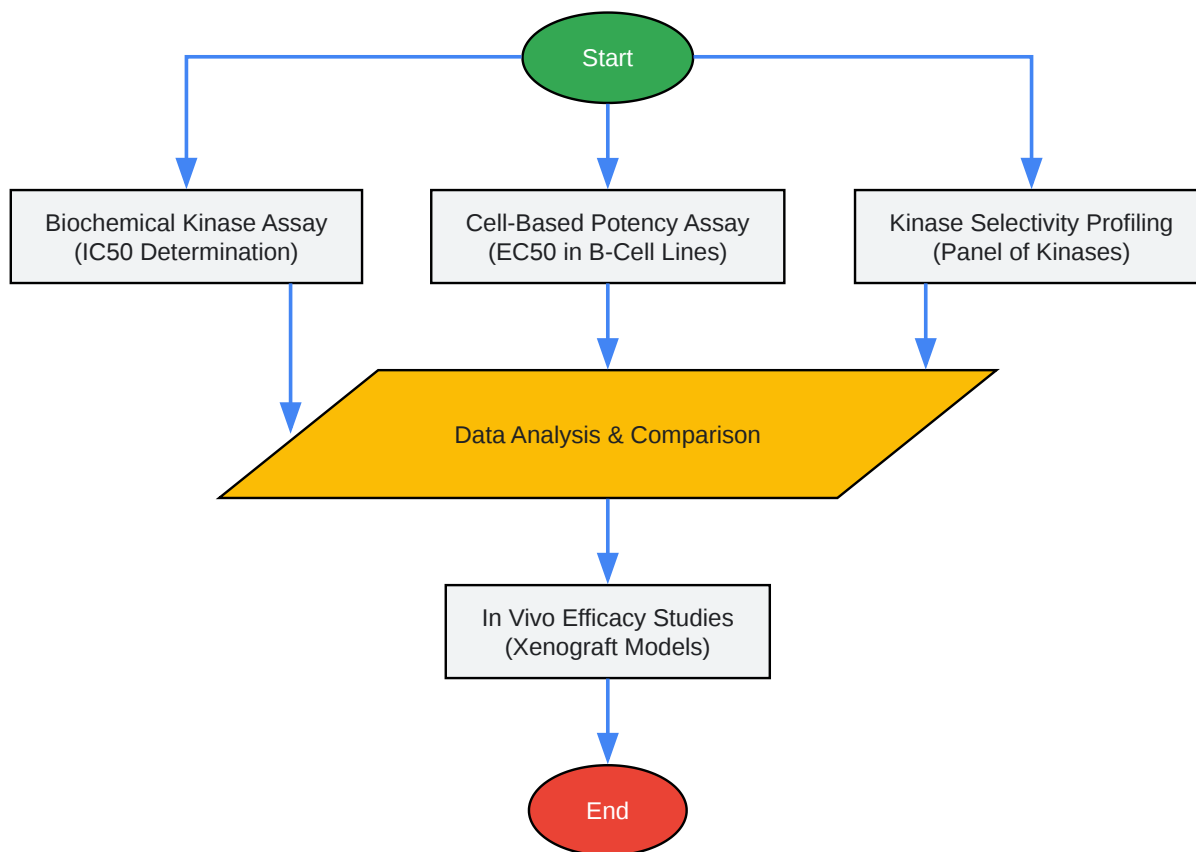 Start
Biochemical Kinase Assay
(IC50 Determination)
Cell-Based Potency Assay
(EC50 in B-Cell Lines)
Kinase Selectivity Profiling
(Panel of Kinases)
Data Analysis & Comparison
In Vivo Efficacy Studies
(Xenograft Models)
End